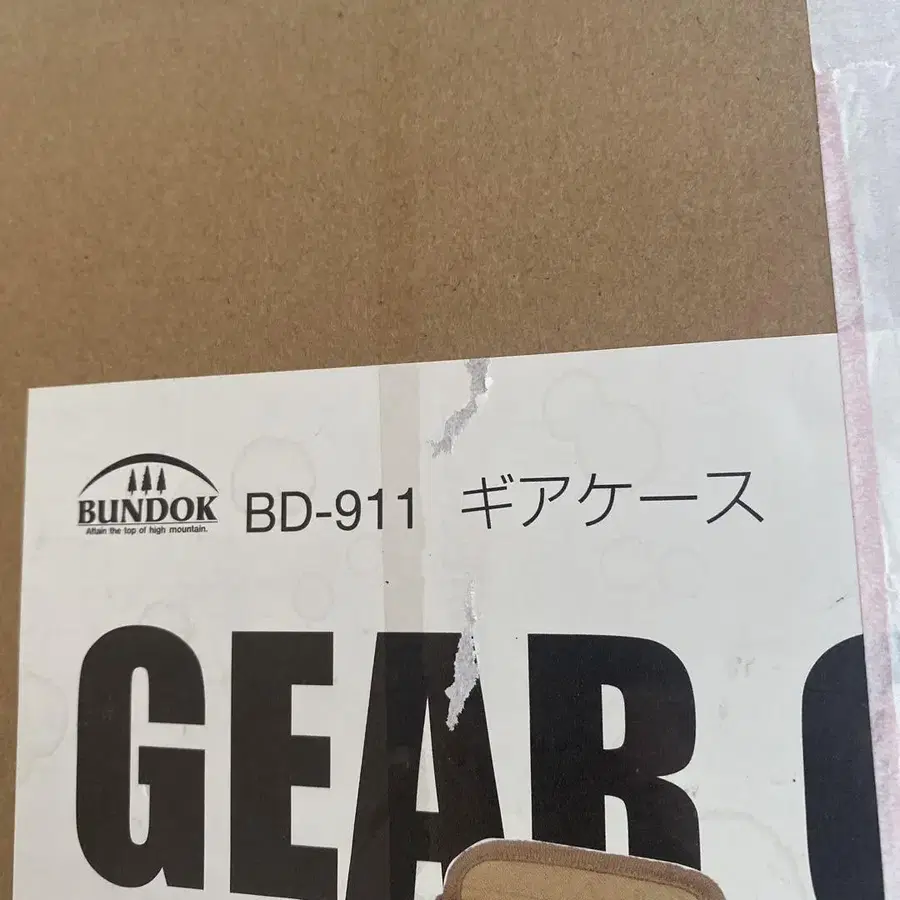 BUNDOK
Attain the top of high mountain.
BD-911 ギアケース
GEAR